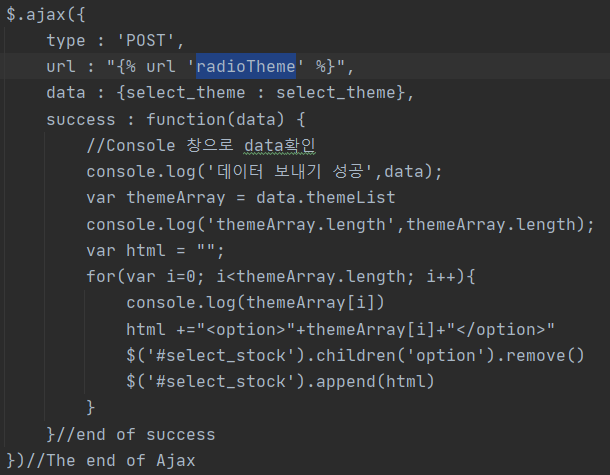 $.ajax({
    type : 'POST',
    url : "{% url 'radioTheme' %}",
    data : {select_theme : select_theme},
    success : function(data) {
        //Console 창으로 data확인
        console.log('데이터 보내기 성공',data);
        var themeArray = data.themeList
        console.log('themeArray.length',themeArray.length);
        var html = "";
        for(var i=0; i<themeArray.length; i++){
            console.log(themeArray[i])
            html +="<option>"+themeArray[i]+"</option>"
            $('#select_stock').children('option').remove()
            $('#select_stock').append(html)
        }
    }//end of success
})//The end of Ajax